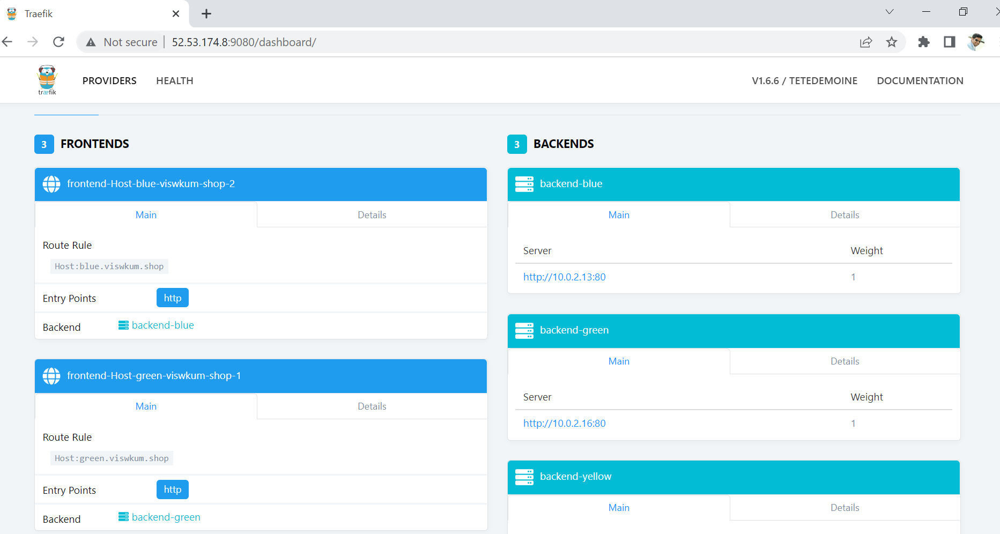 Traefik
Not secure 52.53.174.8:9080/dashboard/
træfik
PROVIDERS HEALTH V1.6.6 / TETEDEMOINE DOCUMENTATION
3 FRONTENDS
frontend-Host-blue-viswkum-shop-2
Main Details
Route Rule
Host:blue.viswkum.shop
Entry Points http
Backend backend-blue
frontend-Host-green-viswkum-shop-1
Main Details
Route Rule
Host:green.viswkum.shop
Entry Points http
Backend backend-green
3 BACKENDS
backend-blue
Main Details
Server Weight
http://10.0.2.13:80 1
backend-green
Main Details
Server Weight
http://10.0.2.16:80 1
backend-yellow
Main Details